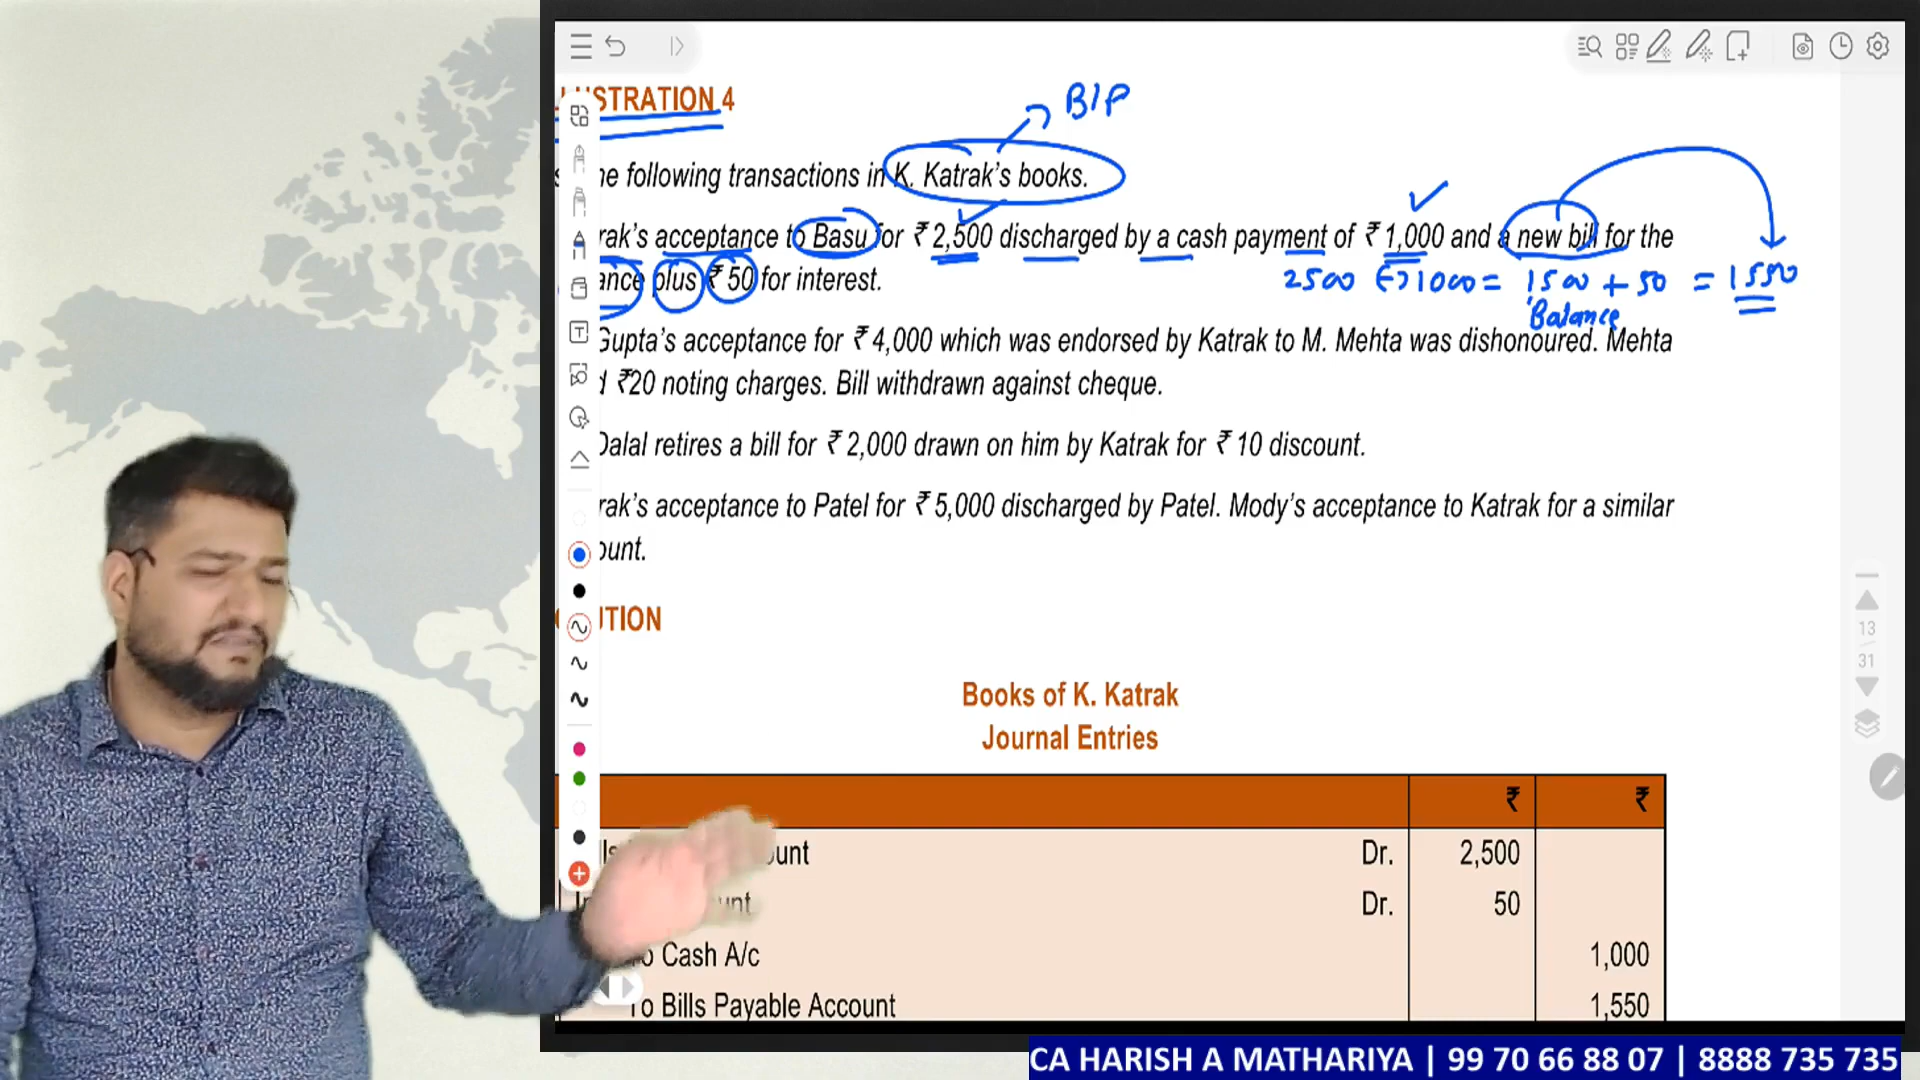 LUSTRATION 4
B/P
he following transactions in K. Katrak's books.
rak's acceptance to Basu for ₹ 2,500 discharged by a cash payment of ₹ 1,000 and a new bill for the
ance plus ₹ 50 for interest.
2500 (-) 1000 = 1500 + 50 = 1550
Balance
Gupta's acceptance for ₹ 4,000 which was endorsed by Katrak to M. Mehta was dishonoured. Mehta
d ₹20 noting charges. Bill withdrawn against cheque.
Dalal retires a bill for ₹ 2,000 drawn on him by Katrak for ₹ 10 discount.
rak's acceptance to Patel for ₹ 5,000 discharged by Patel. Mody's acceptance to Katrak for a similar
ount.
UTION
Books of K. Katrak
Journal Entries
₹ ₹
ount Dr. 2,500
unt Dr. 50
To Cash A/c 1,000
To Bills Payable Account 1,550
13
31
CA HARISH A MATHARIYA | 99 70 66 88 07 | 8888 735 735